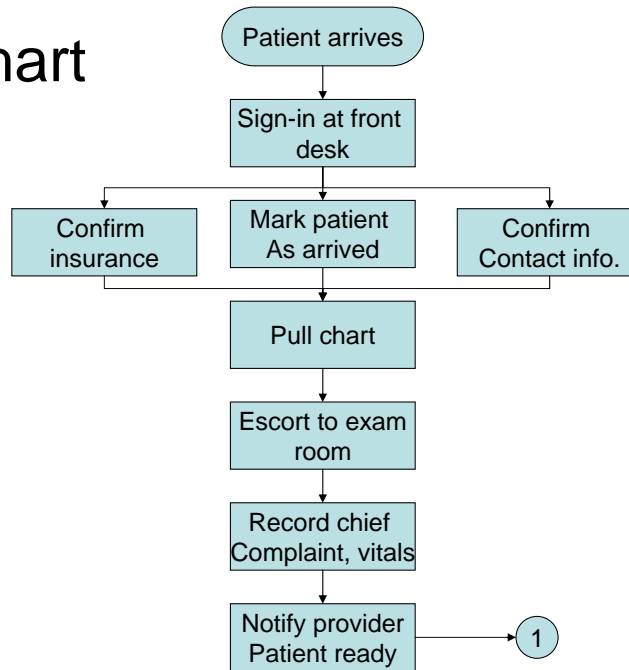 hart
Patient arrives
Sign-in at front
desk
Confirm
insurance
Mark patient
As arrived
Confirm
Contact info.
Pull chart
Escort to exam
room
Record chief
Complaint, vitals
Notify provider
Patient ready
1